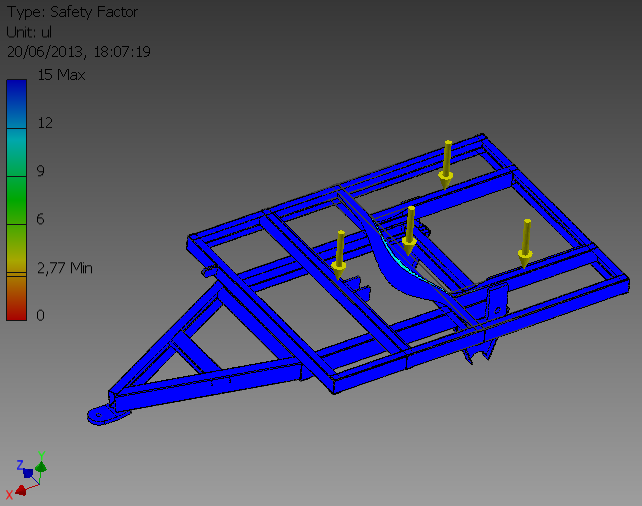 Type: Safety Factor
Unit: ul
20/06/2013, 18:07:19
15 Max
12
9
6
2,77 Min
0
Y
Z
X